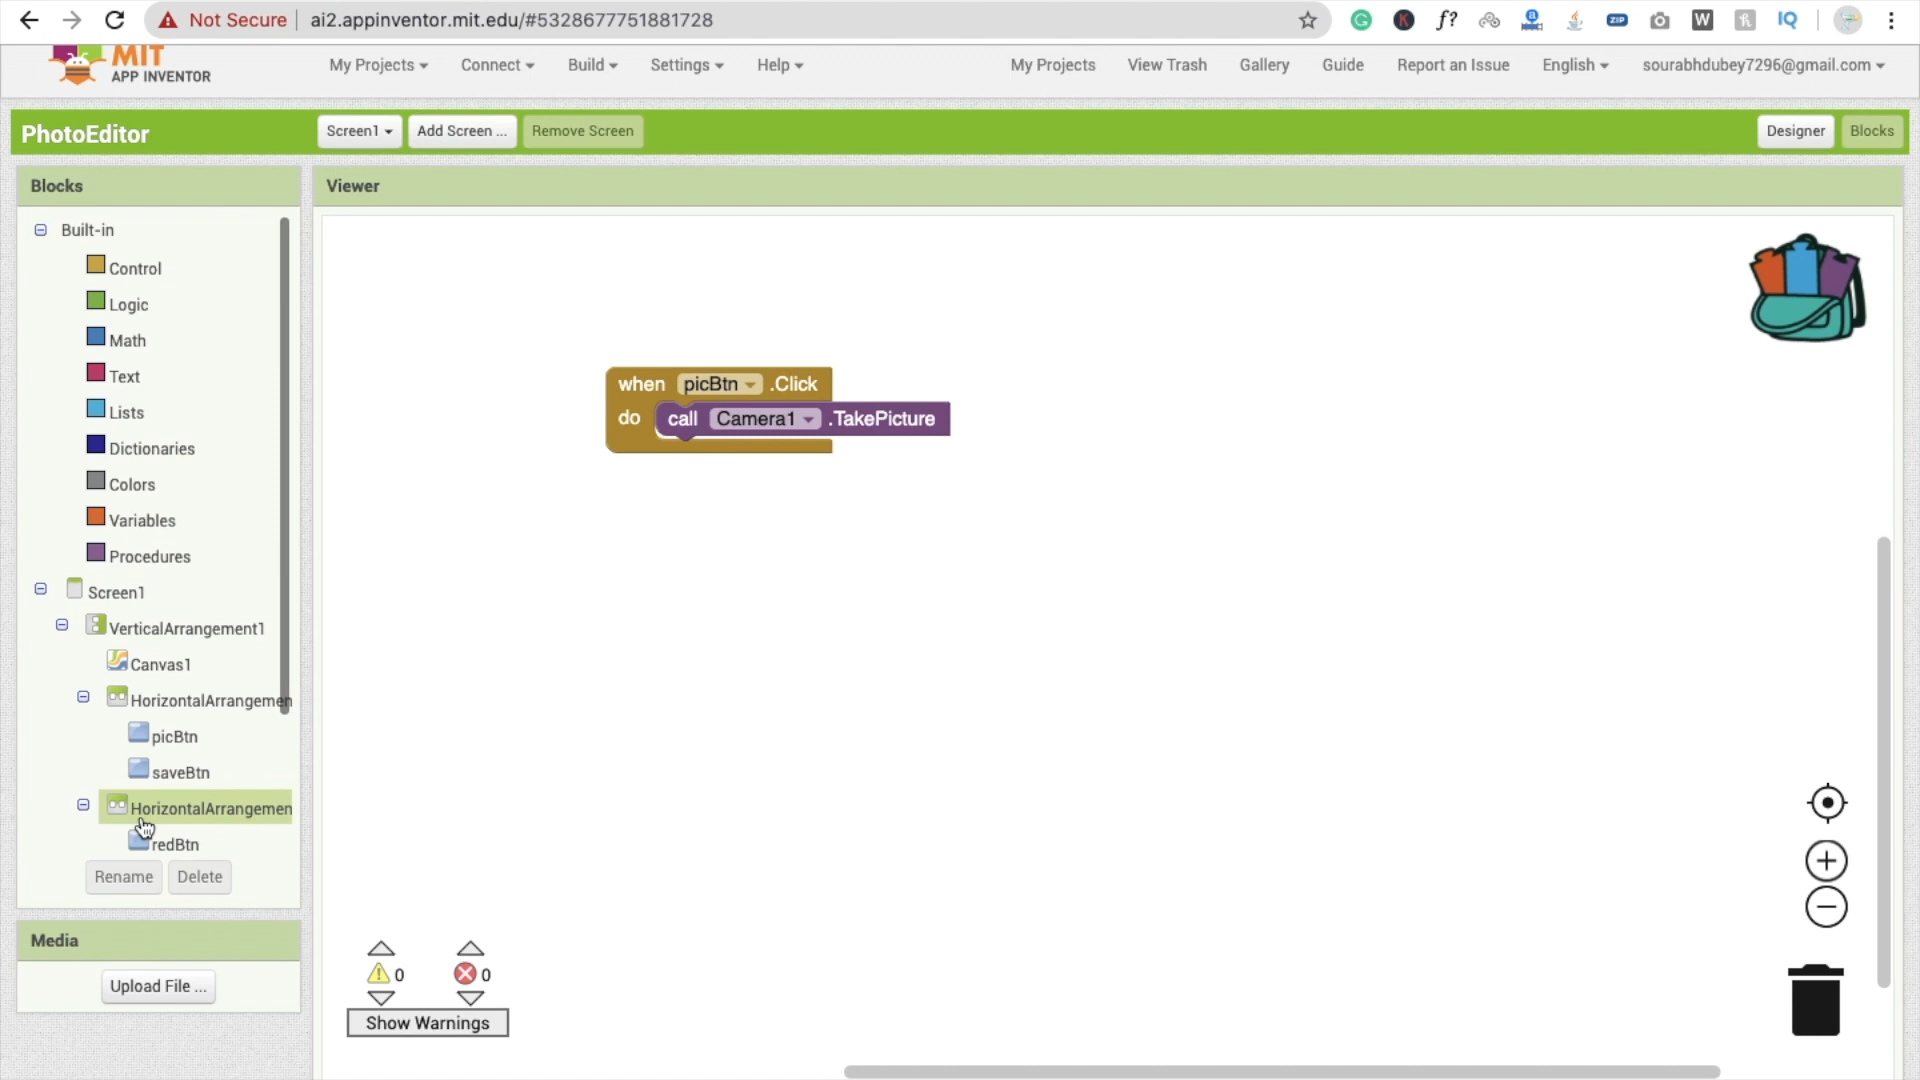 Not Secure
ai2.appinventor.mit.edu/#5328677751881728
MIT
APP INVENTOR
My Projects
Connect
Build
Settings
Help
My Projects
View Trash
Gallery
Guide
Report an Issue
English
sourabhdubey7296@gmail.com
PhotoEditor
Screen1
Add Screen ...
Remove Screen
Designer
Blocks
Blocks
Viewer
Built-in
Control
Logic
Math
Text
Lists
Dictionaries
Colors
Variables
Procedures
Screen1
VerticalArrangement1
Canvas1
HorizontalArrangemen
picBtn
saveBtn
HorizontalArrangemen
redBtn
Rename
Delete
Media
Upload File ...
when picBtn .Click
do call Camera1 .TakePicture
0
0
Show Warnings
G
K
f?
a
ZIP
W
IQ